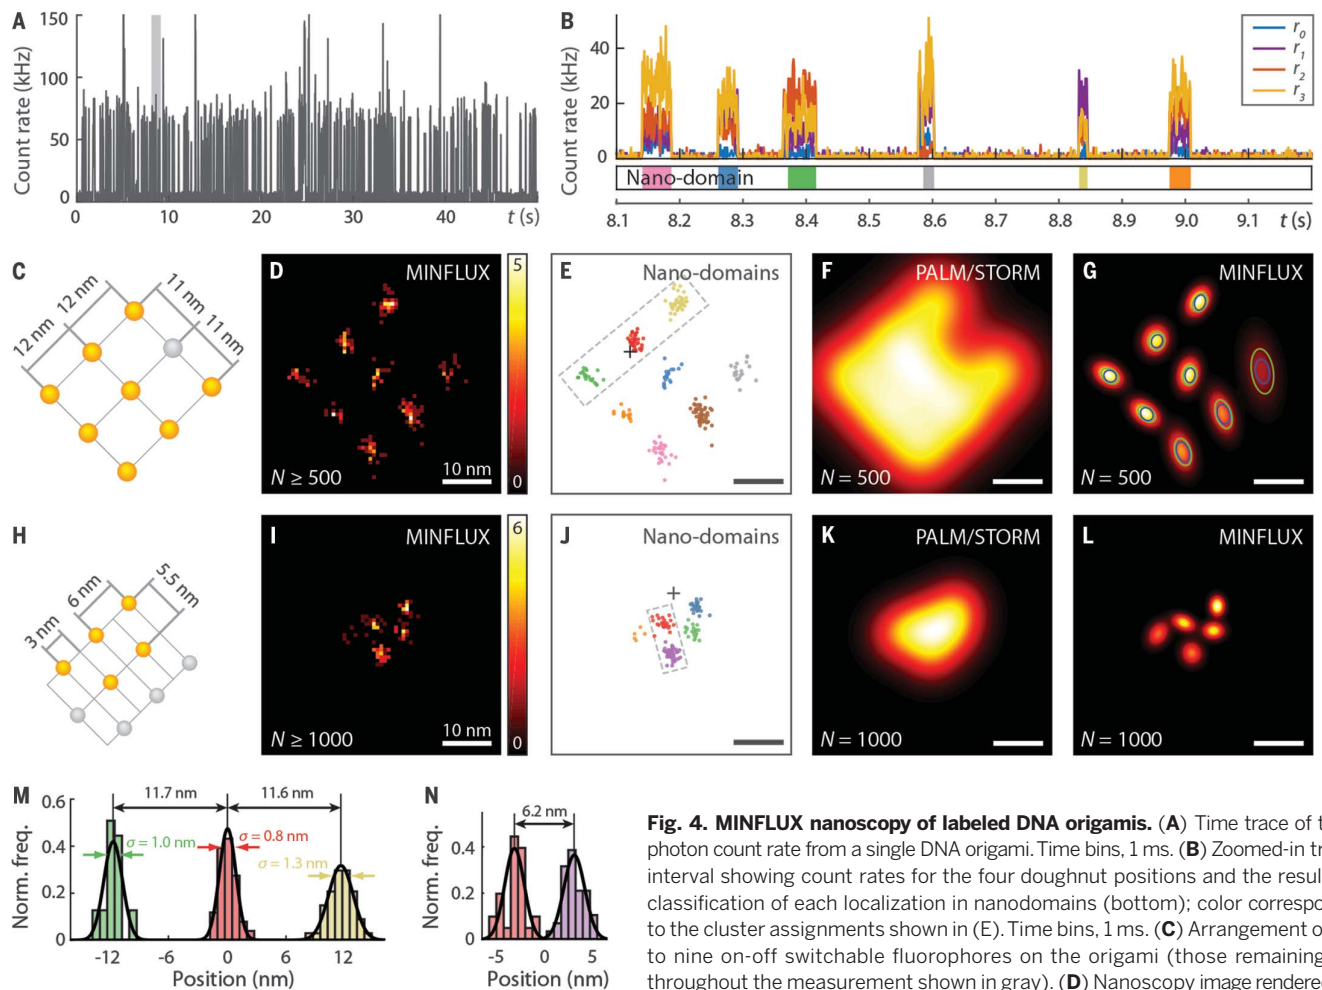 A
Count rate (kHz)
150
100
50
0
0 10 20 30 40 t (s)
B
Count rate (kHz)
40
20
0
r0
r1
r2
r3
Nano-domain
8.1 8.2 8.3 8.4 8.5 8.6 8.7 8.8 8.9 9.0 9.1 t (s)
C
12 nm
12 nm
11 nm
11 nm
D MINFLUX
N ≥ 500
10 nm
5
0
E Nano-domains
F PALM/STORM
N = 500
G MINFLUX
N = 500
H
3 nm
6 nm
5.5 nm
I MINFLUX
N ≥ 1000
10 nm
6
0
J Nano-domains
K PALM/STORM
N = 1000
L MINFLUX
N = 1000
M
11.7 nm
11.6 nm
Norm. freq.
0.6
0.4
0.2
0
σ = 1.0 nm
σ = 0.8 nm
σ = 1.3 nm
-12 -6 0 6 12
Position (nm)
N
6.2 nm
Norm. freq.
0.4
0.2
0
-5 0 5
Position (nm)
Fig. 4. MINFLUX nanoscopy of labeled DNA origamis. (A) Time trace of t
photon count rate from a single DNA origami. Time bins, 1 ms. (B) Zoomed-in tr
interval showing count rates for the four doughnut positions and the resul
classification of each localization in nanodomains (bottom); color correspo
to the cluster assignments shown in (E). Time bins, 1 ms. (C) Arrangement o
to nine on-off switchable fluorophores on the origami (those remaining
throughout the measurement shown in gray). (D) Nanoscopy image rendered